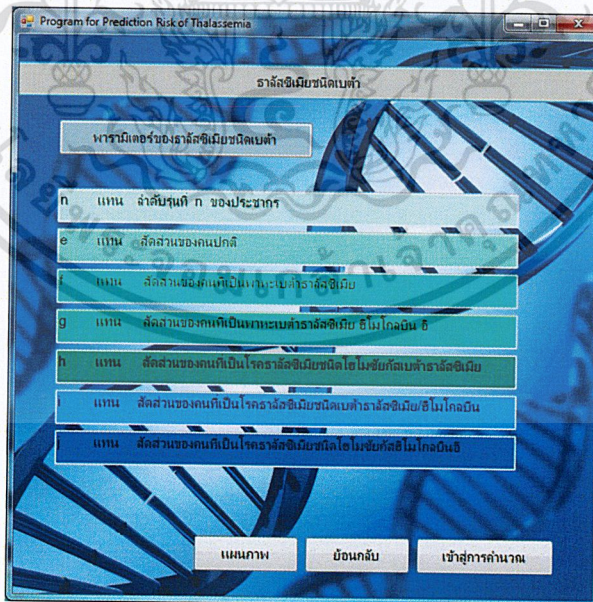 Program for Prediction Risk of Thalassemia
ธาลัสซิเมียชนิดเบต้า
พารามิเตอร์ของธาลัสซิเมียชนิดเบต้า
n แทน ลำดับรุ่นที่ n ของประชากร
e แทน สัดส่วนของคนปกติ
f แทน สัดส่วนของคนที่เป็นพาหะเบต้าธาลัสซิเมีย
g แทน สัดส่วนของคนที่เป็นพาหะเบต้าธาลัสซิเมีย ฮีโมโกลบิน อี
h แทน สัดส่วนของคนที่เป็นโรคธาลัสซิเมียชนิดโฮโมซัยกัสเบต้าธาลัสซิเมีย
i แทน สัดส่วนของคนที่เป็นโรคธาลัสซิเมียชนิดเบต้าธาลัสซิเมีย/ฮีโมโกลบิน
j แทน สัดส่วนของคนที่เป็นโรคธาลัสซิเมียชนิดโฮโมซัยกัสฮีโมโกลบินอี
แผนภาพ
ย้อนกลับ
เข้าสู่การคำนวณ